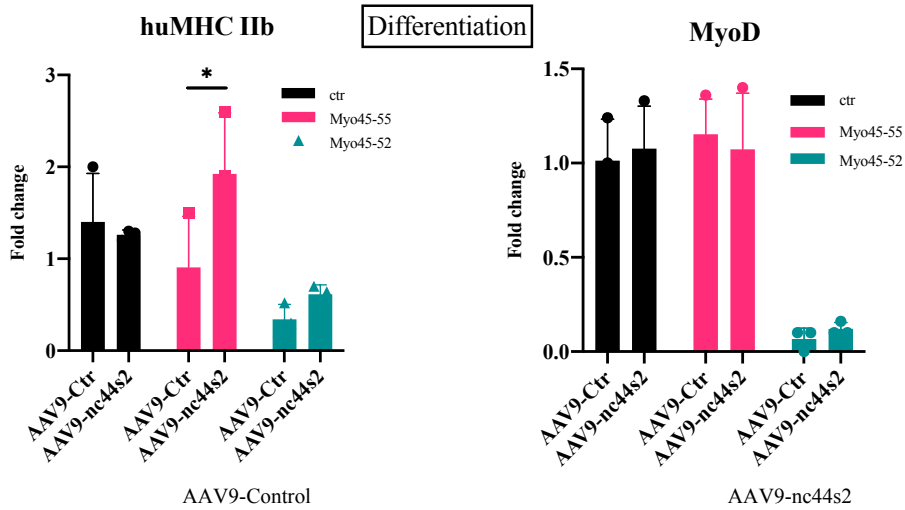 Differentiation
huMHC IIb
*
ctr
Myo45-55
Myo45-52
Fold change
3
2
1
0
AAV9-Ctr
AAV9-nc44s2
AAV9-Ctr
AAV9-nc44s2
AAV9-Ctr
AAV9-nc44s2
AAV9-Control
MyoD
ctr
Myo45-55
Myo45-52
Fold change
1.5
1.0
0.5
0.0
AAV9-Ctr
AAV9-nc44s2
AAV9-Ctr
AAV9-nc44s2
AAV9-Ctr
AAV9-nc44s2
AAV9-nc44s2